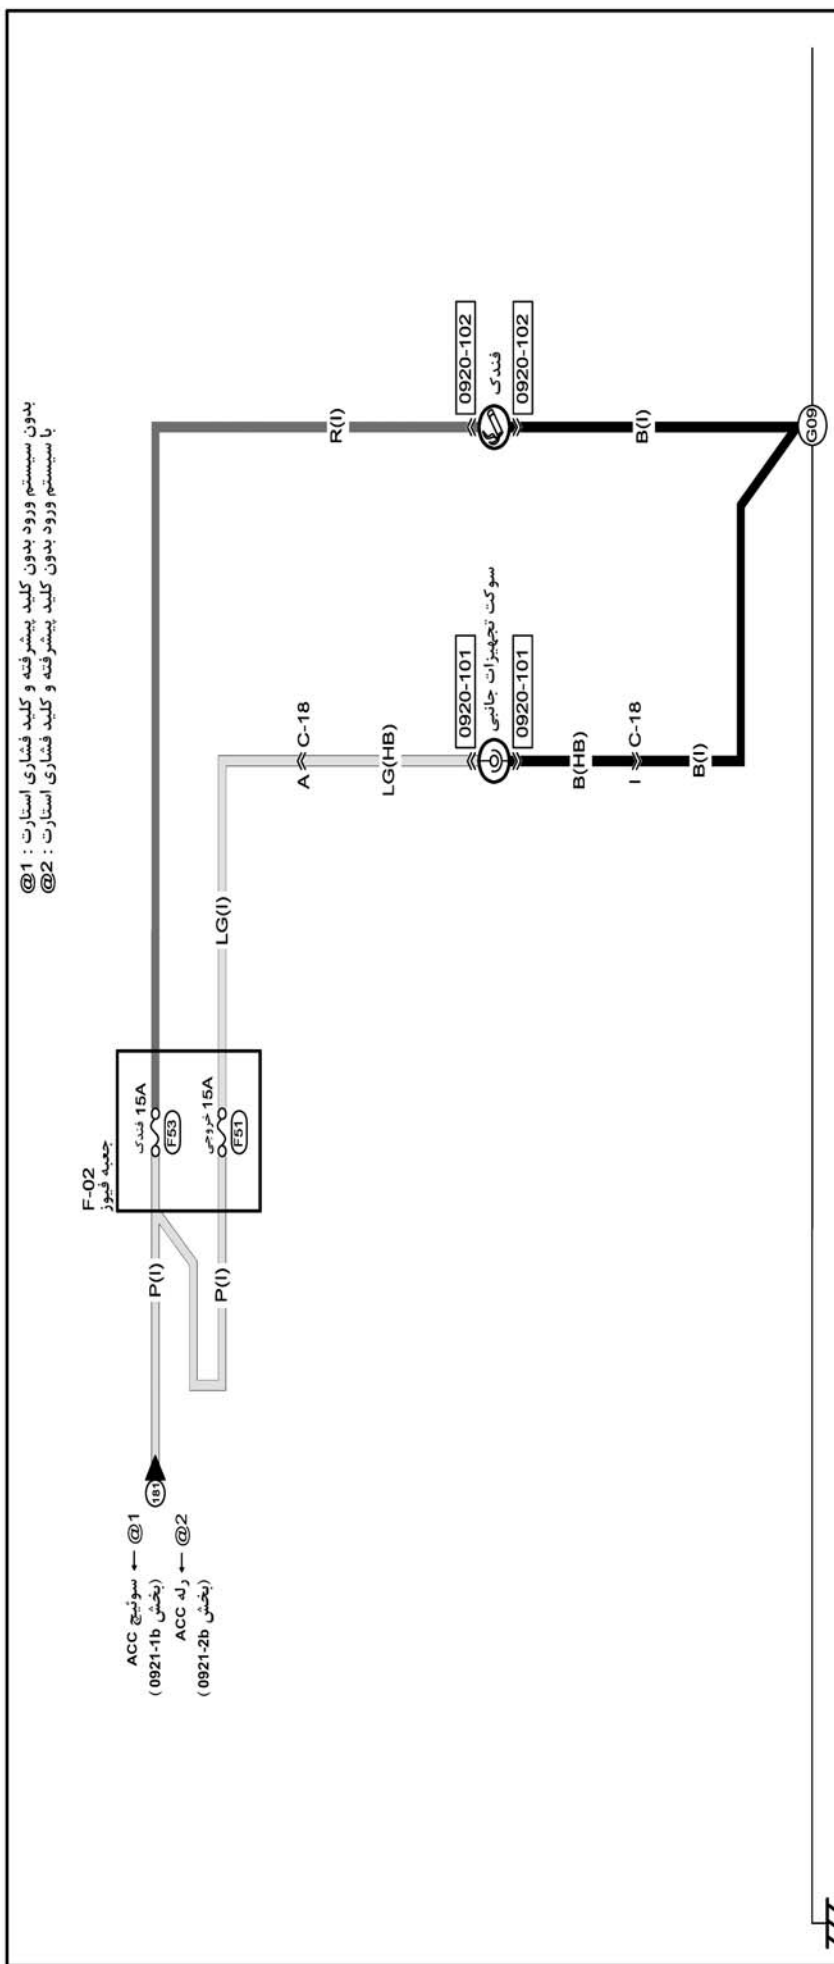 @1 : بدون سیستم ورود بدون کلید پیشرفته و کلید فشاری استارت
@2 : با سیستم ورود بدون کلید پیشرفته و کلید فشاری استارت
F-02
جعبه فیوز
@1 ← سوئیچ ACC
(بخش 0921-1b)
@2 ← رله ACC
(بخش 0921-2b)
181
P(I)
فندک 15A
F53
R(I)
P(I)
خروجی 15A
F51
LG(I)
A
C-18
LG(HB)
0920-101
سوکت تجهیزات جانبی
0920-101
B(HB)
I
C-18
B(I)
0920-102
فندک
0920-102
B(I)
G09